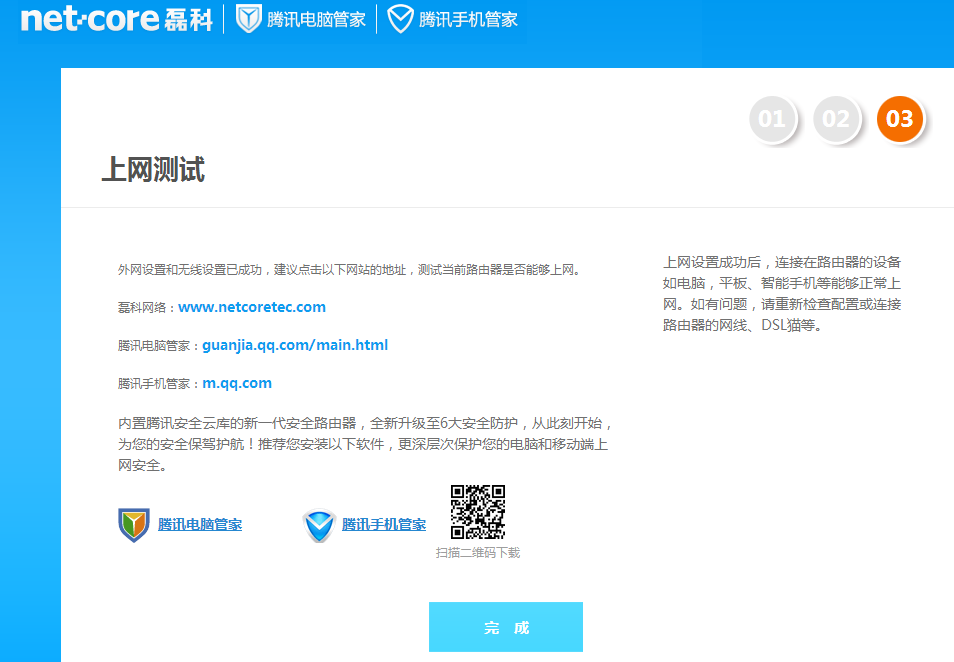 net-core 磊科 腾讯电脑管家 腾讯手机管家
01 02 03
上网测试
外网设置和无线设置已成功，建议点击以下网站的地址，测试当前路由器是否能够上网。
磊科网络：www.netcoretec.com
腾讯电脑管家：guanjia.qq.com/main.html
腾讯手机管家：m.qq.com
内置腾讯安全云库的新一代安全路由器，全新升级至6大安全防护，从此刻开始，
为您的安全保驾护航！推荐您安装以下软件，更深层次保护您的电脑和移动端上
网安全。
腾讯电脑管家
腾讯手机管家
扫描二维码下载
上网设置成功后，连接在路由器的设备
如电脑，平板、智能手机等能够正常上
网。如有问题，请重新检查配置或连接
路由器的网线、DSL猫等。
完 成